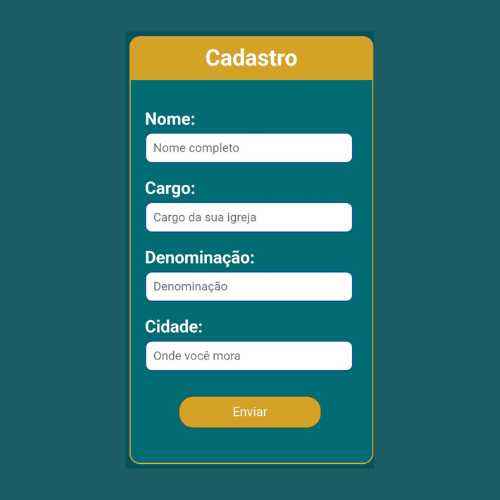 Cadastro
Nome:
Nome completo
Cargo:
Cargo da sua igreja
Denominação:
Denominação
Cidade:
Onde você mora
Enviar